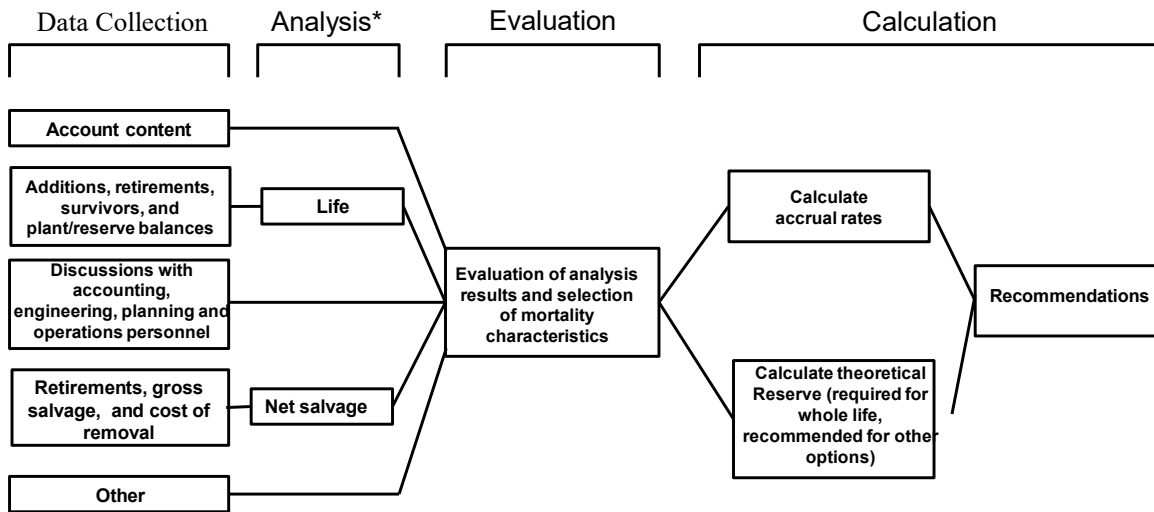 Data Collection
Analysis*
Evaluation
Calculation
Account content
Additions, retirements,
survivors, and
plant/reserve balances
Life
Discussions with
accounting,
engineering, planning and
operations personnel
Retirements, gross
salvage, and cost of
removal
Net salvage
Other
Evaluation of analysis
results and selection
of mortality
characteristics
Calculate
accrual rates
Calculate theoretical
Reserve (required for
whole life,
recommended for other
options)
Recommendations